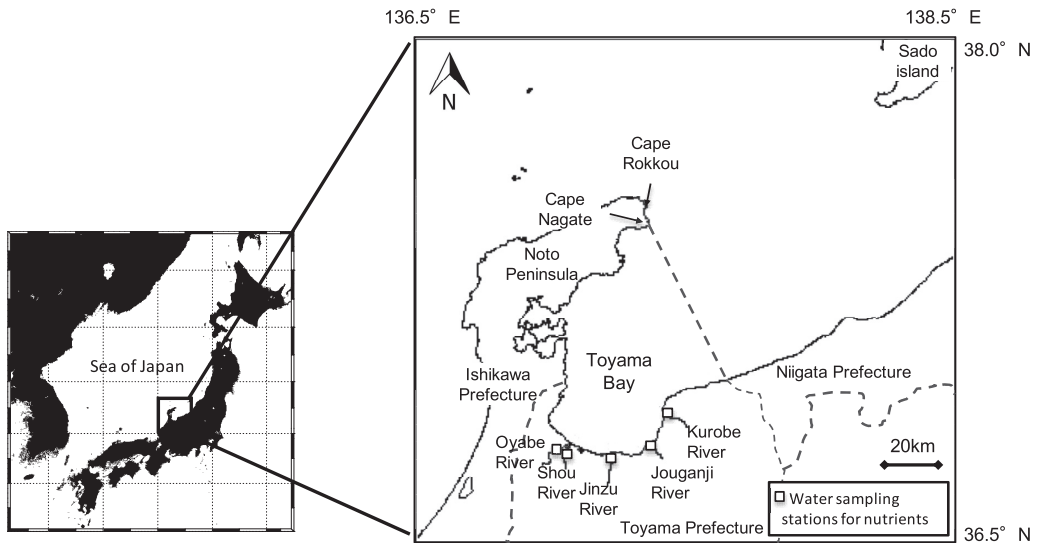 136.5° E
138.5° E
38.0° N
Sado
island
N
Cape
Rokkou
Cape
Nagate
Noto
Peninsula
Sea of Japan
Toyama
Bay
Ishikawa
Prefecture
Niigata Prefecture
Oyabe
River
Shou
River
Jinzu
River
Jouganji
River
Kurobe
River
20km
Water sampling
stations for nutrients
Toyama Prefecture
36.5° N